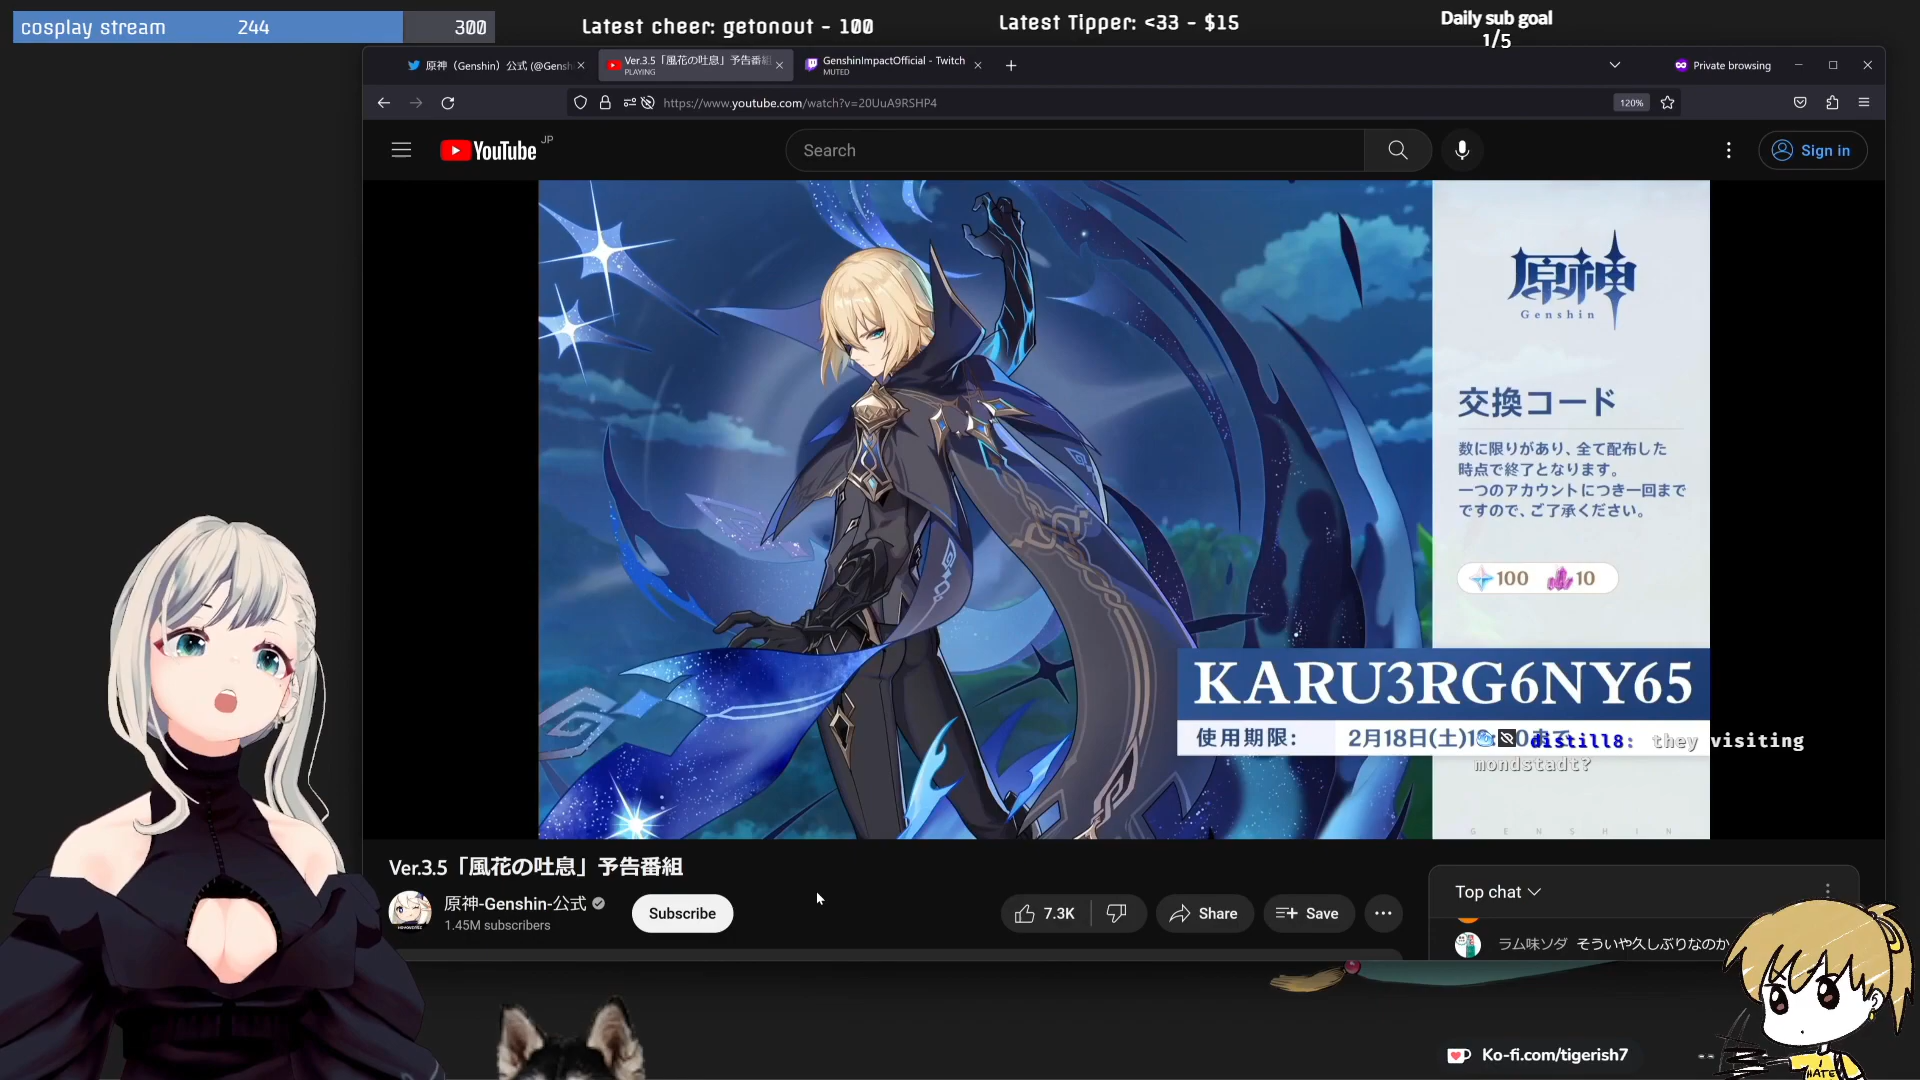 cosplay stream 244 300
Latest cheer: getonout - 100
Latest Tipper: <33 - $15
Daily sub goal
1/5
原神（Genshin）公式 (@Gensh
Ver.3.5「風花の吐息」予告番組
PLAYING
GenshinImpactOfficial - Twitch
MUTED
Private browsing
https://www.youtube.com/watch?v=20UuA9RSHP4
120%
YouTube JP
Search
Sign in
原神
Genshin
交換コード
数に限りがあり、全て配布した
時点で終了となります。
一つのアカウントにつき一回まで
ですので、ご了承ください。
100 10
KARU3RG6NY65
使用期限: 2月18日(土)1
distill8: they visiting
mondstadt?
GENSHIN
Ver.3.5「風花の吐息」予告番組
原神-Genshin-公式
1.45M subscribers
Subscribe
7.3K
Share
Save
Top chat
ラム味ソダ そういや久しぶりなのか
Ko-fi.com/tigerish7
I
HATE